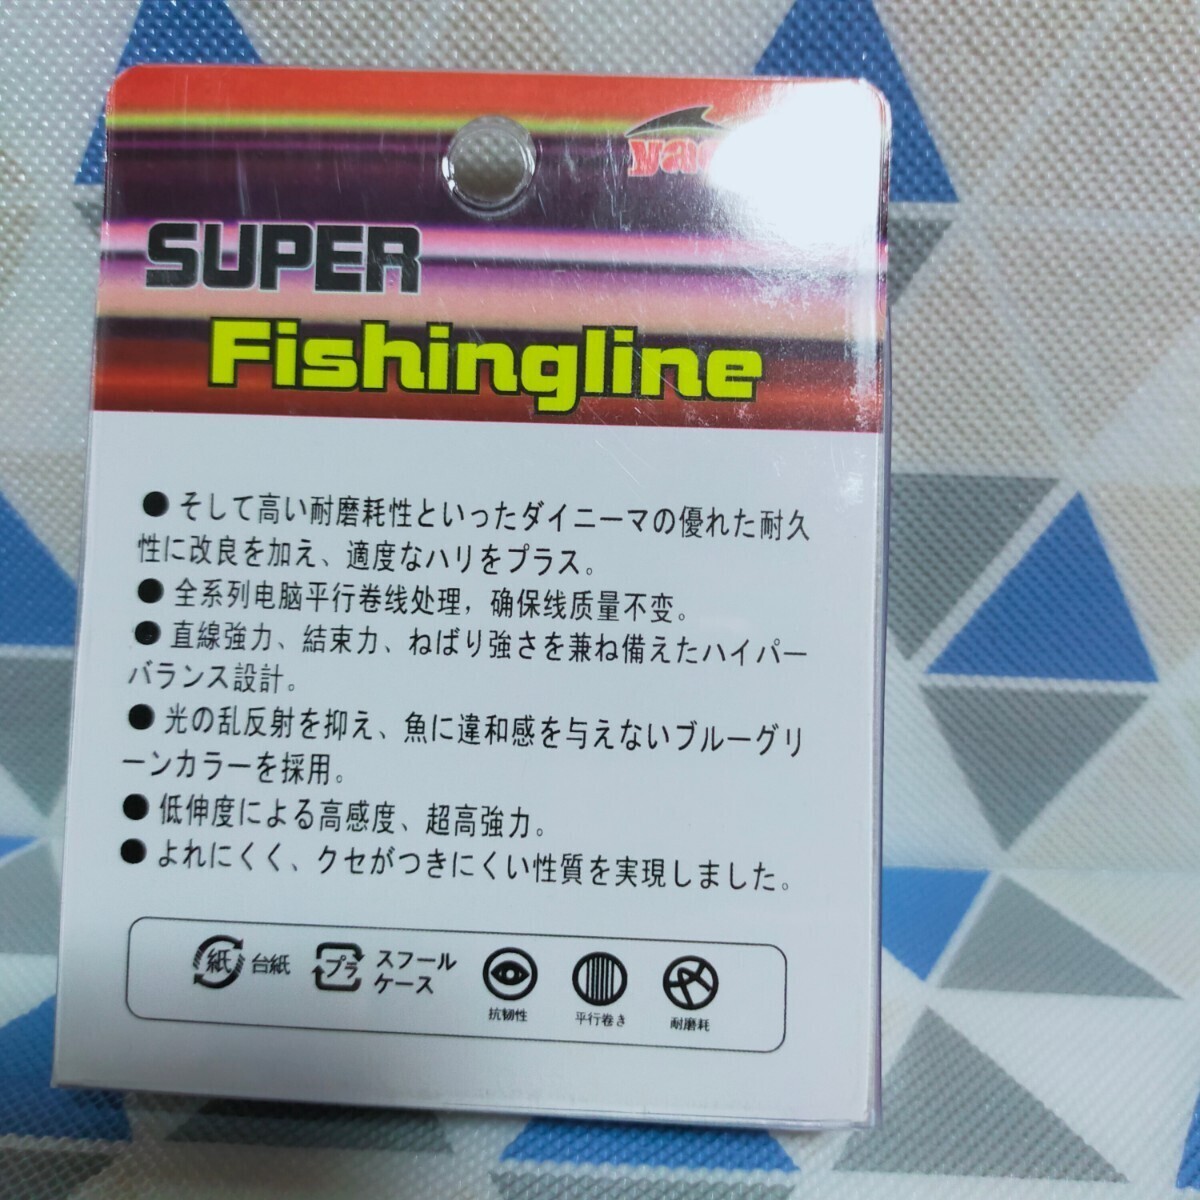 SUPER
Fishingline
● そして高い耐磨耗性といったダイニーマの優れた耐久
性に改良を加え、適度なハリをプラス。
● 全系列电脑平行卷线处理，确保线质量不变。
● 直線強力、結束力、ねばり強さを兼ね備えたハイパー
バランス設計。
● 光の乱反射を抑え、魚に違和感を与えないブルーグリ
ーンカラーを採用。
● 低伸度による高感度、超高強力。
● よれにくく、クセがつきにくい性質を実現しました。
紙 台紙 プラ スフール
ケース
抗韧性 平行巻き 耐磨耗